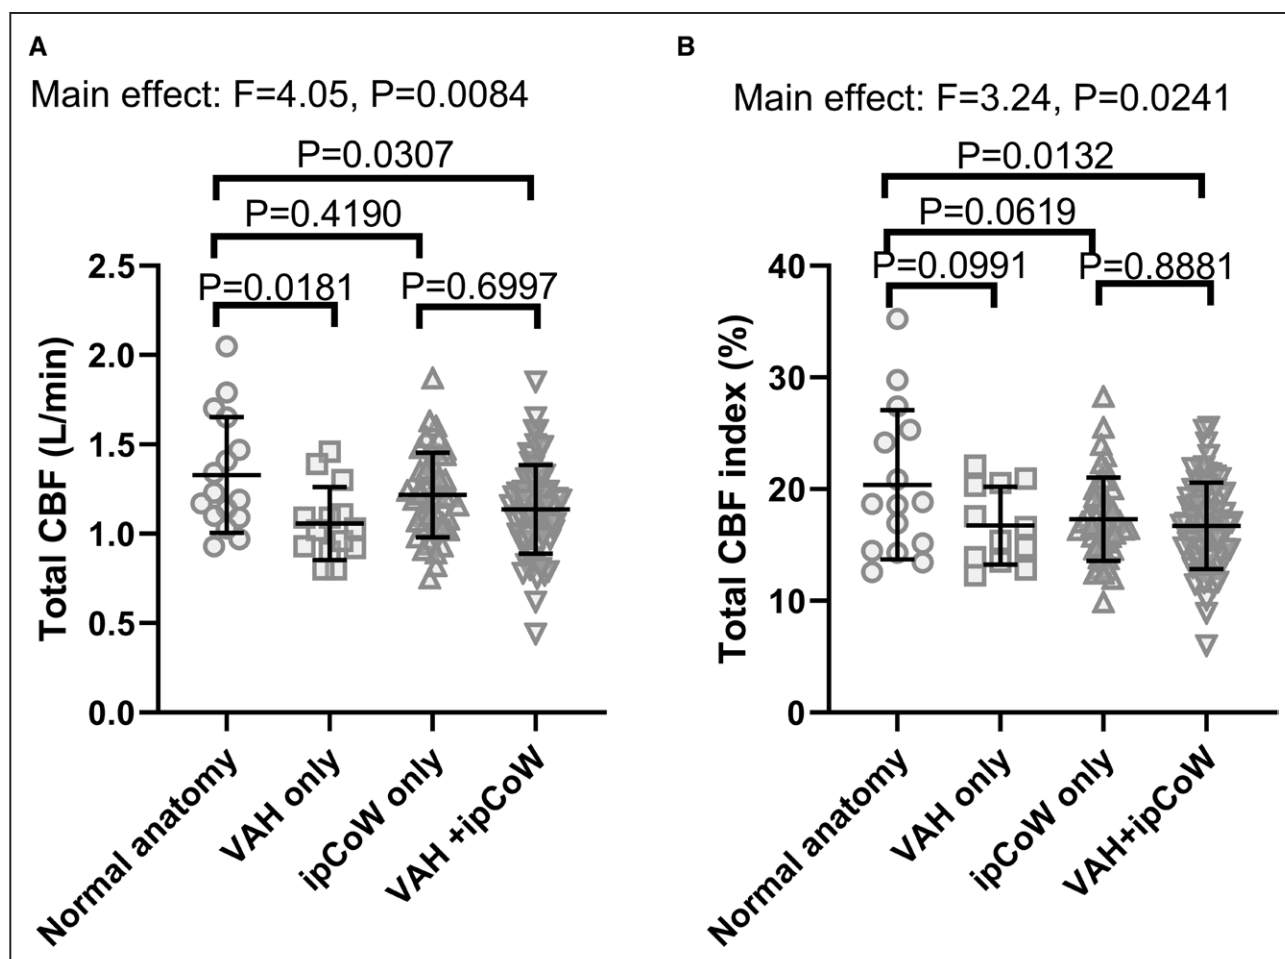 A
Main effect: F=4.05, P=0.0084
P=0.0307
P=0.4190
P=0.0181
P=0.6997
Total CBF (L/min)
2.5
2.0
1.5
1.0
0.5
0.0
Normal anatomy
VAH only
ipCoW only
VAH +ipCoW
B
Main effect: F=3.24, P=0.0241
P=0.0132
P=0.0619
P=0.0991
P=0.8881
Total CBF index (%)
40
30
20
10
0
Normal anatomy
VAH only
ipCoW only
VAH+ipCoW